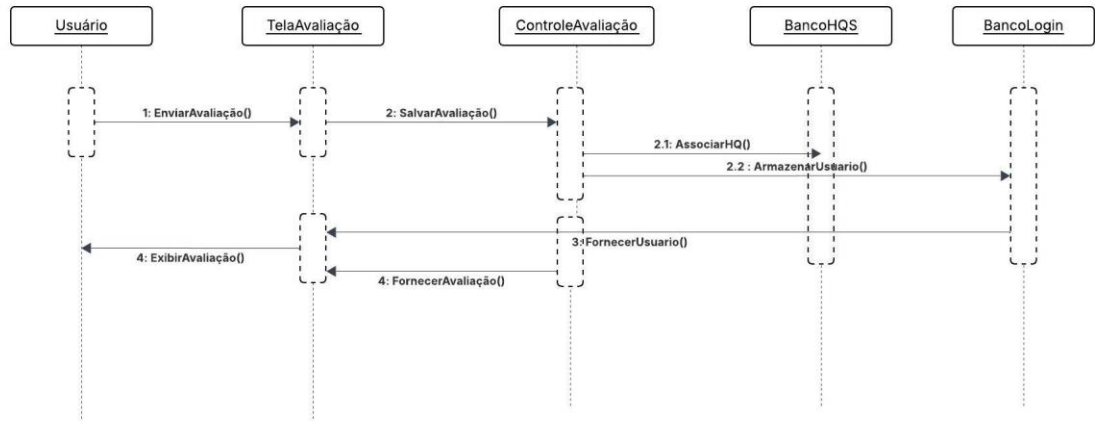 Usuário
TelaAvaliação
ControleAvaliação
BancoHQS
BancoLogin
1: EnviarAvaliação()
2: SalvarAvaliação()
2.1: AssociarHQ()
2.2 : ArmazenarUsuario()
3: FornecerUsuario()
4: ExibirAvaliação()
4: FornecerAvaliação()